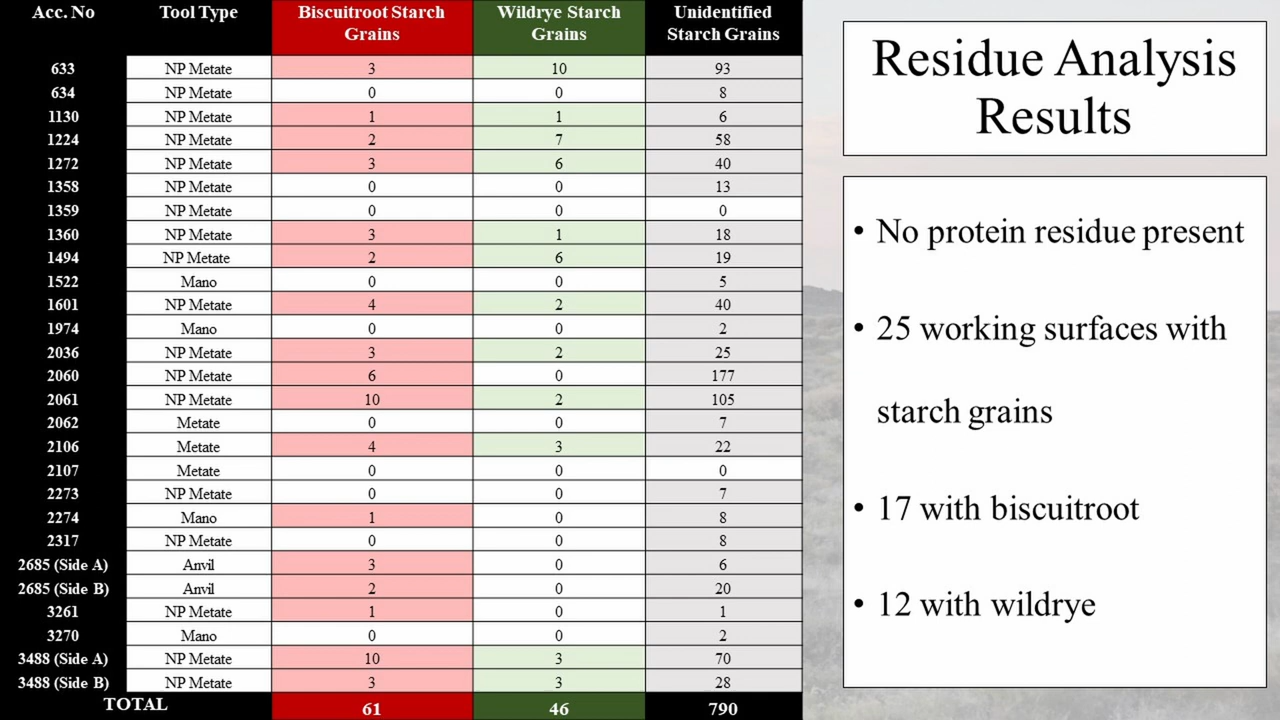 Acc. No Tool Type Biscuitroot Starch Grains Wildrye Starch Grains Unidentified Starch Grains
633 NP Metate 3 10 93
634 NP Metate 0 0 8
1130 NP Metate 1 1 6
1224 NP Metate 2 7 58
1272 NP Metate 3 6 40
1358 NP Metate 0 0 13
1359 NP Metate 0 0 0
1360 NP Metate 3 1 18
1494 NP Metate 2 6 19
1522 Mano 0 0 5
1601 NP Metate 4 2 40
1974 Mano 0 0 2
2036 NP Metate 3 2 25
2060 NP Metate 6 0 177
2061 NP Metate 10 2 105
2062 Metate 0 0 7
2106 Metate 4 3 22
2107 Metate 0 0 0
2273 NP Metate 0 0 7
2274 Mano 1 0 8
2317 NP Metate 0 0 8
2685 (Side A) Anvil 3 0 6
2685 (Side B) Anvil 2 0 20
3261 NP Metate 1 0 1
3270 Mano 0 0 2
3488 (Side A) NP Metate 10 3 70
3488 (Side B) NP Metate 3 3 28
TOTAL 61 46 790
Residue Analysis
Results
• No protein residue present
• 25 working surfaces with
starch grains
• 17 with biscuitroot
• 12 with wildrye